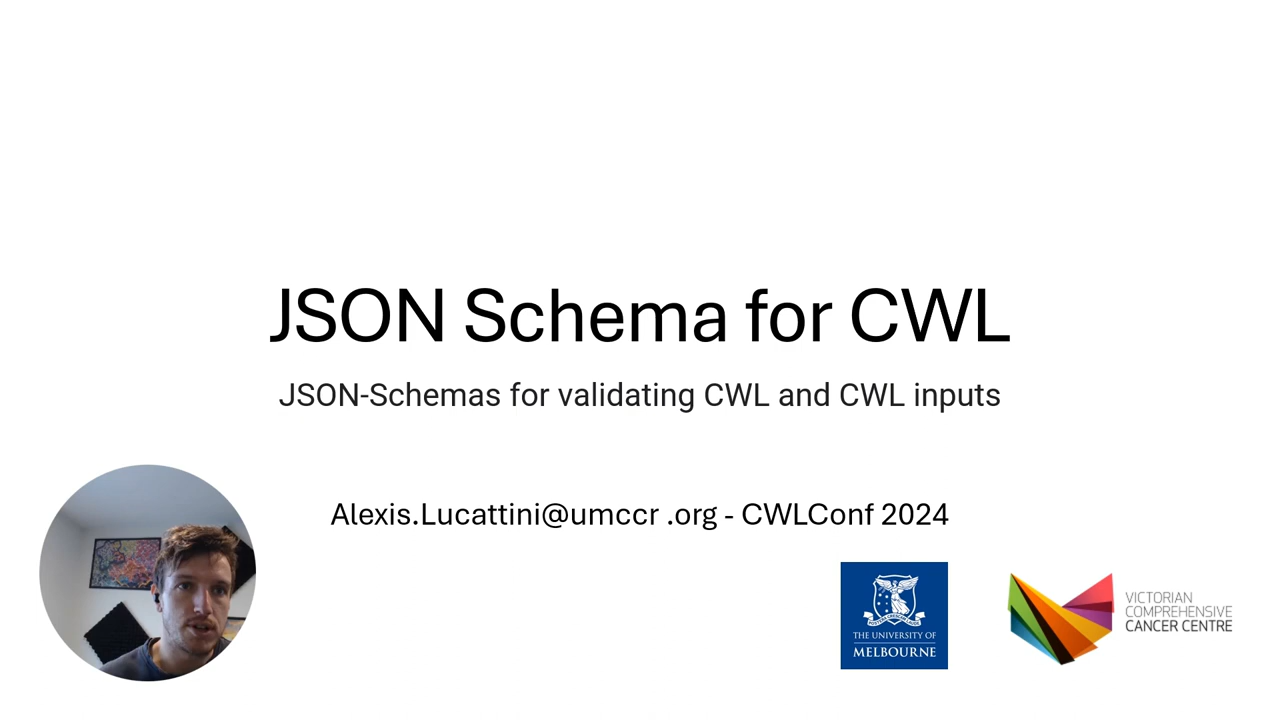 JSON Schema for CWL
JSON-Schemas for validating CWL and CWL inputs
Alexis.Lucattini@umccr .org - CWLConf 2024
THE UNIVERSITY OF
MELBOURNE
VICTORIAN
COMPREHENSIVE
CANCER CENTRE